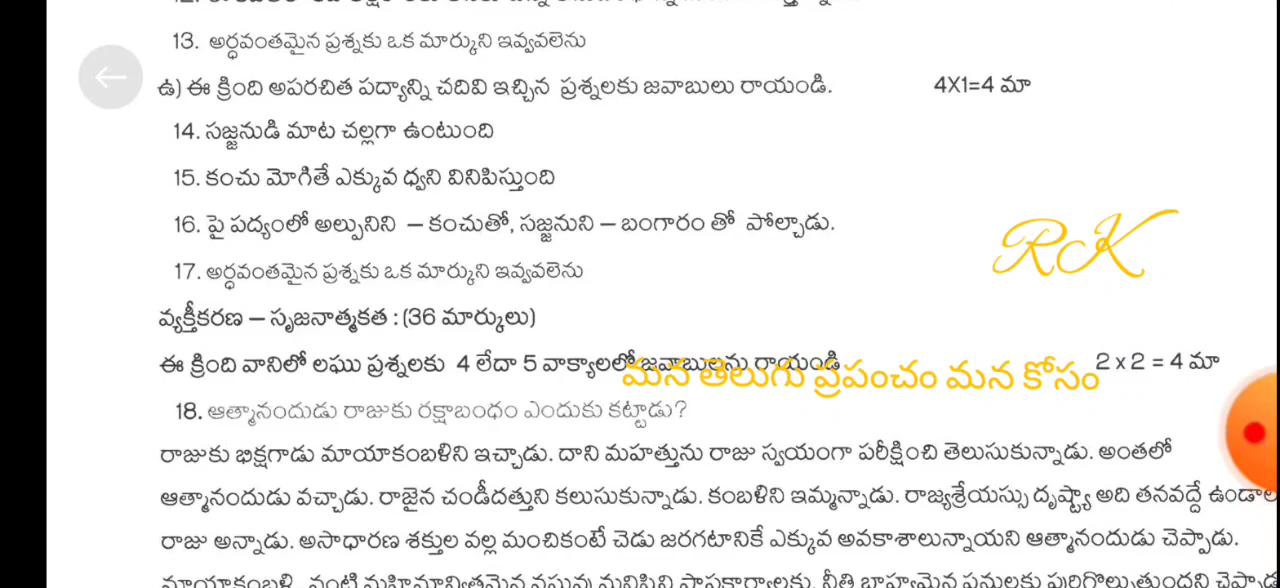 13. అర్థవంతమైన ప్రశ్నకు ఒక మార్కుని ఇవ్వవలెను
ఉ) ఈ క్రింది అపరచిత పద్యాన్ని చదివి ఇచ్చిన ప్రశ్నలకు జవాబులు రాయండి. 4X1=4 మా
14. సజ్జనుడి మాట చల్లగా ఉంటుంది
15. కంచు మోగితే ఎక్కువ ధ్వని వినిపిస్తుంది
16. పై పద్యంలో అల్పునిని – కంచుతో, సజ్జనుని – బంగారం తో పోల్చాడు.
RK
17. అర్థవంతమైన ప్రశ్నకు ఒక మార్కుని ఇవ్వవలెను
వ్యక్తీకరణ – సృజనాత్మకత : (36 మార్కులు)
ఈ క్రింది వానిలో లఘు ప్రశ్నలకు 4 లేదా 5 వాక్యాలలో జవాబులను రాయండి 2 x 2 = 4 మా
మన తెలుగు ప్రపంచం మన కోసం
18. ఆత్మానందుడు రాజుకు రక్షాబంధం ఎందుకు కట్టాడు?
రాజుకు భిక్షగాడు మాయాకంబళిని ఇచ్చాడు. దాని మహత్తును రాజు స్వయంగా పరీక్షించి తెలుసుకున్నాడు. అంతలో
ఆత్మానందుడు వచ్చాడు. రాజైన చండీదత్తుని కలుసుకున్నాడు. కంబళిని ఇమ్మన్నాడు. రాజ్యశ్రేయస్సు దృష్ట్యా అది తనవద్దే
రాజు అన్నాడు. అసాధారణ శక్తుల వల్ల మంచికంటే చెడు జరగటానికే ఎక్కువ అవకాశాలున్నాయని ఆత్మానందుడు చెప్పాడు.